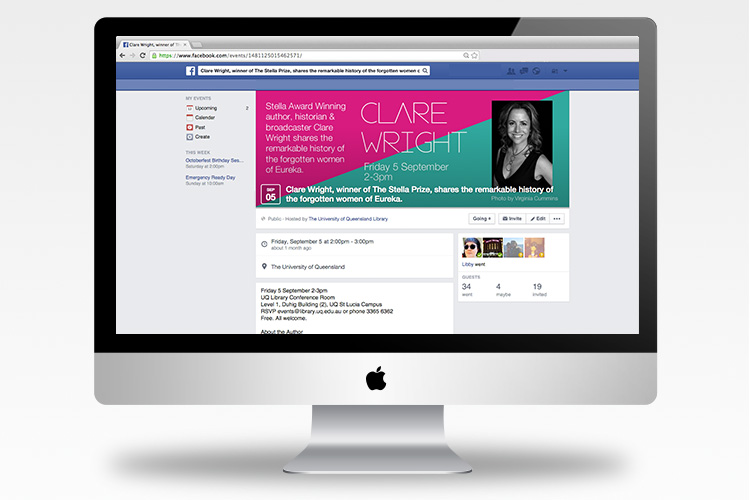 Clare Wright, winner of The
https://www.facebook.com/events/1481125015462571/
Clare Wright, winner of The Stella Prize, shares the remarkable history of the forgotten women o
MY EVENTS
Upcoming 2
Calendar
Past
Create
THIS WEEK
Octoberfest Birthday Ses...
Saturday at 2:00pm
Emergency Ready Day
Sunday at 10:00pm
Stella Award Winning
author, historian &
broadcaster Clare
Wright shares the
remarkable history of
the forgotten women
of Eureka.
CLARE
WRIGHT
Friday 5 September
2-3pm
SEP
05
Clare Wright, winner of The Stella Prize, shares the remarkable history of
the forgotten women of Eureka.
Photo by Virginia Cummins
Public · Hosted by The University of Queensland Library
Going
Invite
Edit
Friday, September 5 at 2:00pm - 3:00pm
about 1 month ago
The University of Queensland
Libby went
GUESTS
34 4 19
went maybe invited
Friday 5 September 2-3pm
UQ Library Conference Room
Level 1, Duhig Building (2), UQ St Lucia Campus
RSVP events@library.uq.edu.au or phone 3365 6362
Free. All welcome.
About the Author